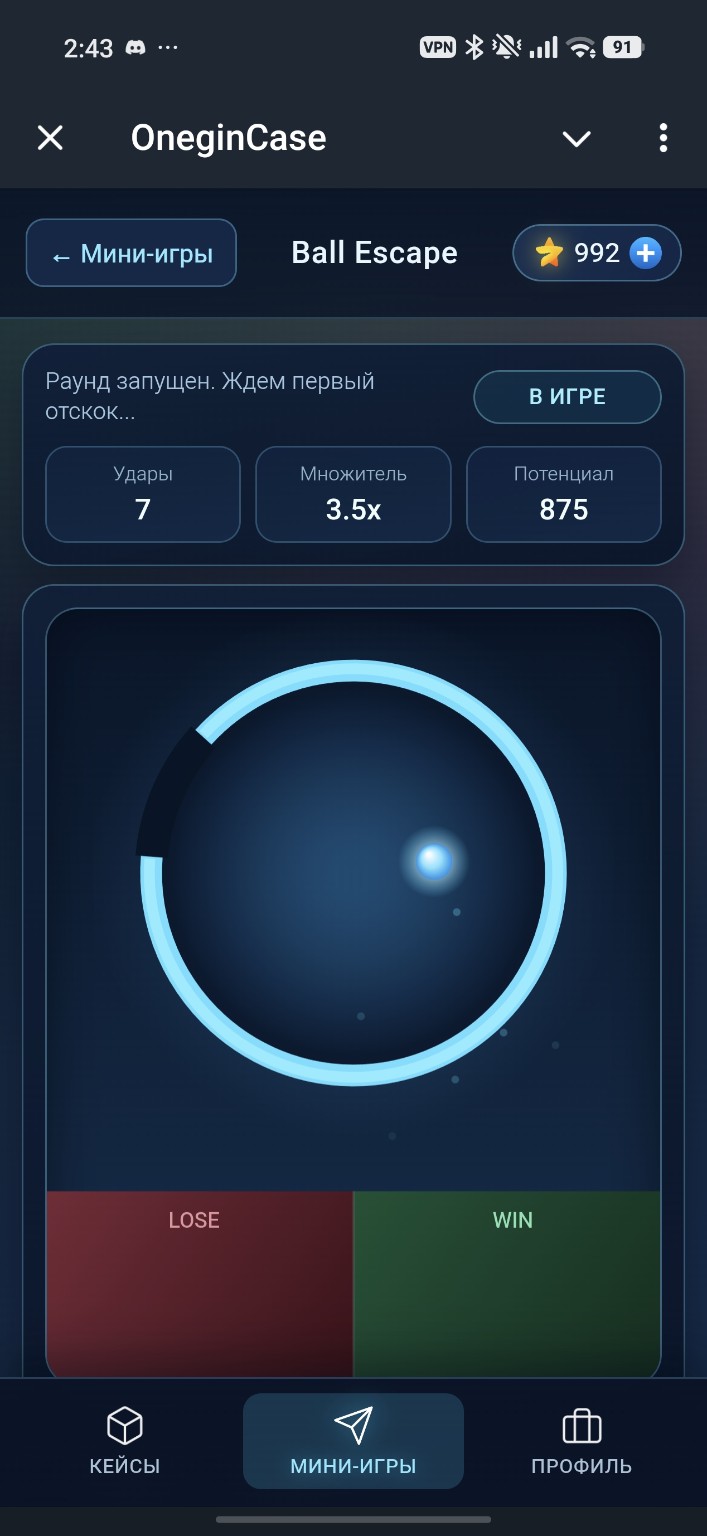 2:43
VPN
91
OneginCase
← Мини-игры
Ball Escape
992
Раунд запущен. Ждем первый
отскок...
В ИГРЕ
Удары
7
Множитель
3.5x
Потенциал
875
LOSE
WIN
КЕЙСЫ
МИНИ-ИГРЫ
ПРОФИЛЬ